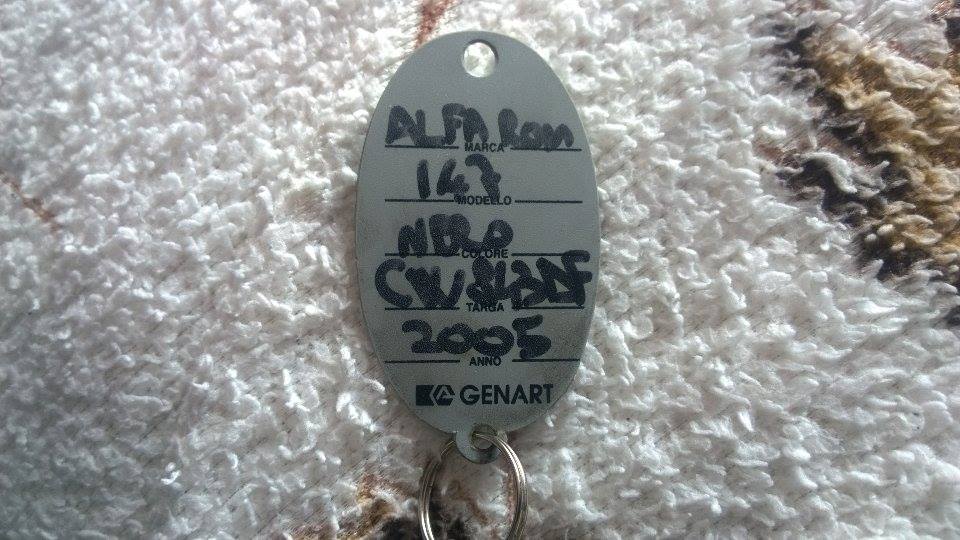 ALFA Rom
MARCA
147
MODELLO
NERO
COLORE
TARGA
2005
ANNO
GENART